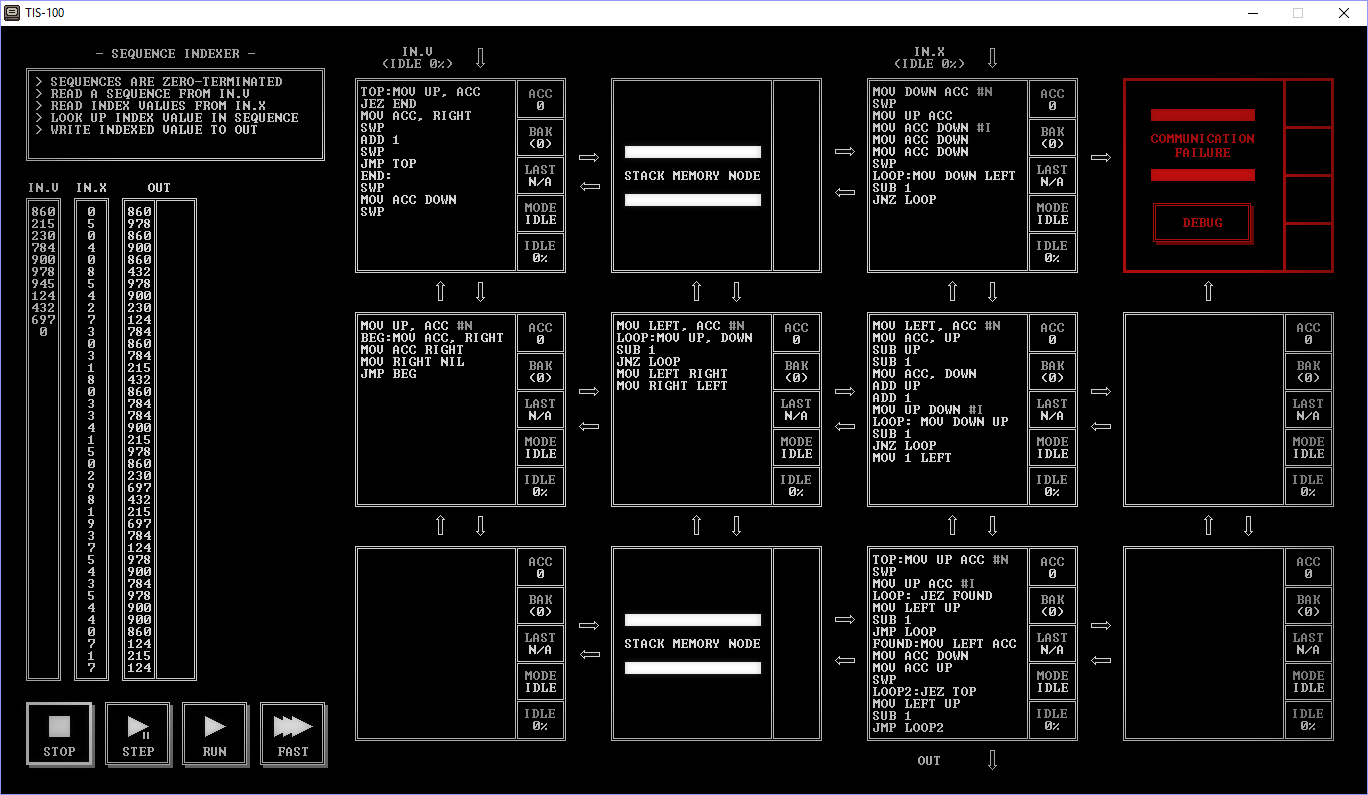 TIS-100
- SEQUENCE INDEXER -
> SEQUENCES ARE ZERO-TERMINATED
> READ A SEQUENCE FROM IN.V
> READ INDEX VALUES FROM IN.X
> LOOK UP INDEX VALUE IN SEQUENCE
> WRITE INDEXED VALUE TO OUT
IN.V IN.X OUT
860 0 860
215 5 978
230 0 860
784 4 900
900 0 860
978 8 432
945 5 978
124 4 900
432 2 230
697 7 124
0 3 784
0 860
3 784
1 215
8 432
0 860
3 784
3 784
4 900
1 215
5 978
0 860
2 230
9 697
8 432
1 215
9 697
3 784
7 124
5 978
4 900
3 784
5 978
4 900
4 900
0 860
7 124
1 215
7 124
STOP
STEP
RUN
FAST
IN.V
(IDLE 0%)
IN.X
(IDLE 0%)
TOP:MOV UP, ACC
JEZ END
MOV ACC, RIGHT
SWP
ADD 1
SWP
JMP TOP
END:
SWP
MOV ACC DOWN
SWP
ACC
0
BAK
(0)
LAST
N/A
MODE
IDLE
IDLE
0%
STACK MEMORY NODE
MOV DOWN ACC #N
SWP
MOV UP ACC
MOV ACC DOWN #I
MOV ACC DOWN
MOV ACC DOWN
SWP
LOOP:MOV DOWN LEFT
SUB 1
JNZ LOOP
ACC
0
BAK
(0)
LAST
N/A
MODE
IDLE
IDLE
0%
COMMUNICATION
FAILURE
DEBUG
MOV UP, ACC #N
BEG:MOV ACC, RIGHT
MOV ACC RIGHT
MOV RIGHT NIL
JMP BEG
ACC
0
BAK
(0)
LAST
N/A
MODE
IDLE
IDLE
0%
MOV LEFT, ACC #N
LOOP:MOV UP, DOWN
SUB 1
JNZ LOOP
MOV LEFT RIGHT
MOV RIGHT LEFT
ACC
0
BAK
(0)
LAST
N/A
MODE
IDLE
IDLE
0%
MOV LEFT, ACC #N
MOV ACC, UP
SUB UP
SUB 1
MOV ACC, DOWN
ADD UP
ADD 1
MOV UP DOWN #I
LOOP: MOV DOWN UP
SUB 1
JNZ LOOP
MOV 1 LEFT
ACC
0
BAK
(0)
LAST
N/A
MODE
IDLE
IDLE
0%
ACC
0
BAK
(0)
LAST
N/A
MODE
IDLE
IDLE
0%
ACC
0
BAK
(0)
LAST
N/A
MODE
IDLE
IDLE
0%
STACK MEMORY NODE
TOP:MOV UP ACC #N
SWP
MOV UP ACC #I
LOOP: JEZ FOUND
MOV LEFT UP
SUB 1
JMP LOOP
FOUND:MOV LEFT ACC
MOV ACC DOWN
MOV ACC UP
SWP
LOOP2:JEZ TOP
MOV LEFT UP
SUB 1
JMP LOOP2
ACC
0
BAK
(0)
LAST
N/A
MODE
IDLE
IDLE
0%
ACC
0
BAK
(0)
LAST
N/A
MODE
IDLE
IDLE
0%
OUT